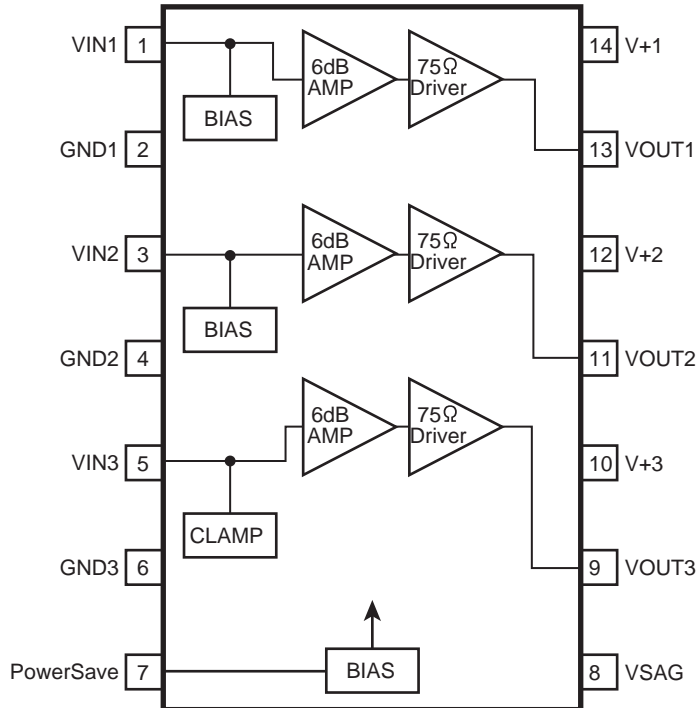 VIN1 1 14 V+1
6dB AMP 75Ω Driver
BIAS
GND1 2 13 VOUT1
VIN2 3 12 V+2
6dB AMP 75Ω Driver
BIAS
GND2 4 11 VOUT2
6dB AMP 75Ω Driver
VIN3 5 10 V+3
CLAMP
GND3 6 9 VOUT3
PowerSave 7 BIAS 8 VSAG